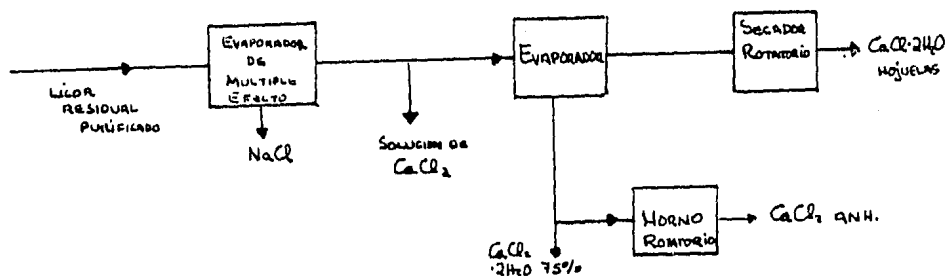 LICOR
RESIDUAL
PURIFICADO
EVAPORADOR
DE
MULTIPLE
EFECTO
NaCl
SOLUCION DE
CaCl2
EVAPORADOR
SECADOR
ROTATORIO
CaCl·2H2O
HOJUELAS
CaCl2
·2H2O 75%
HORNO
ROTATORIO
CaCl2 ANH.